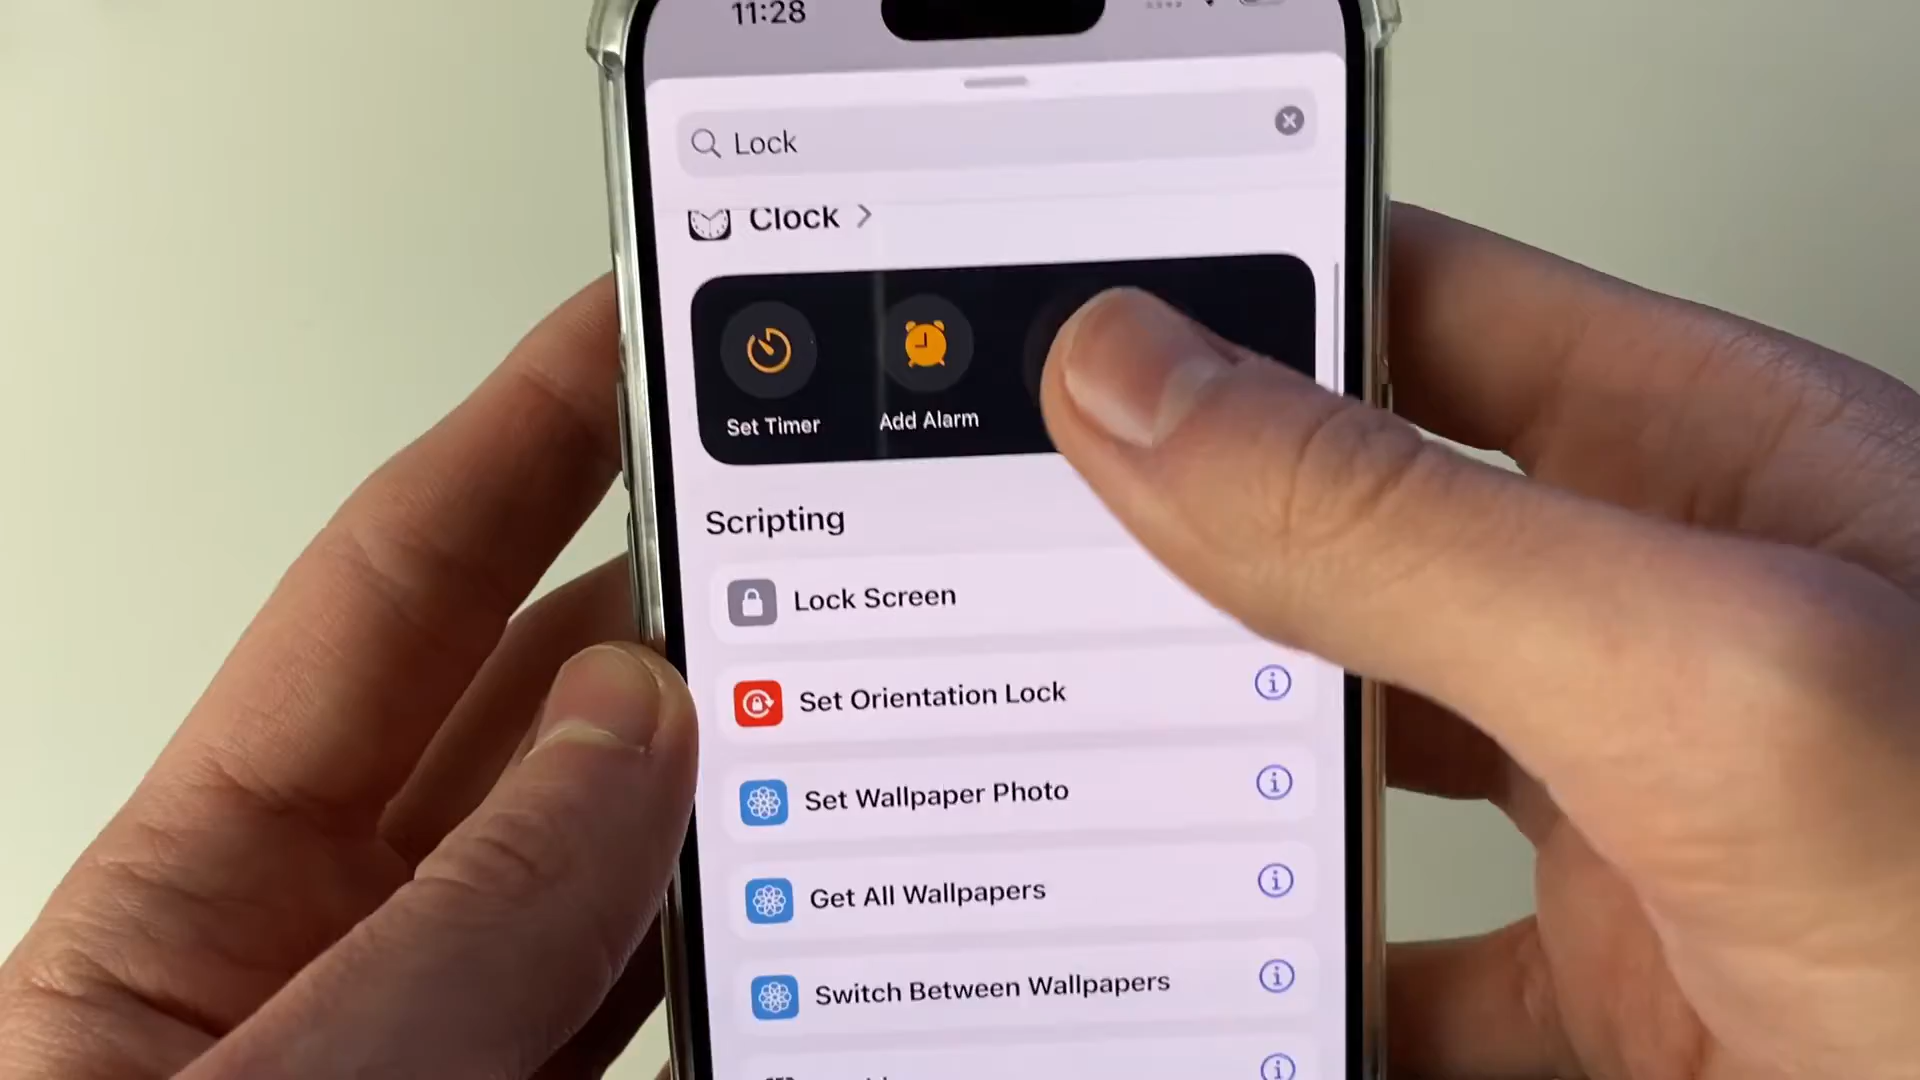 11:28
Lock
Clock
Set Timer
Add Alarm
Scripting
Lock Screen
Set Orientation Lock
Set Wallpaper Photo
Get All Wallpapers
Switch Between Wallpapers